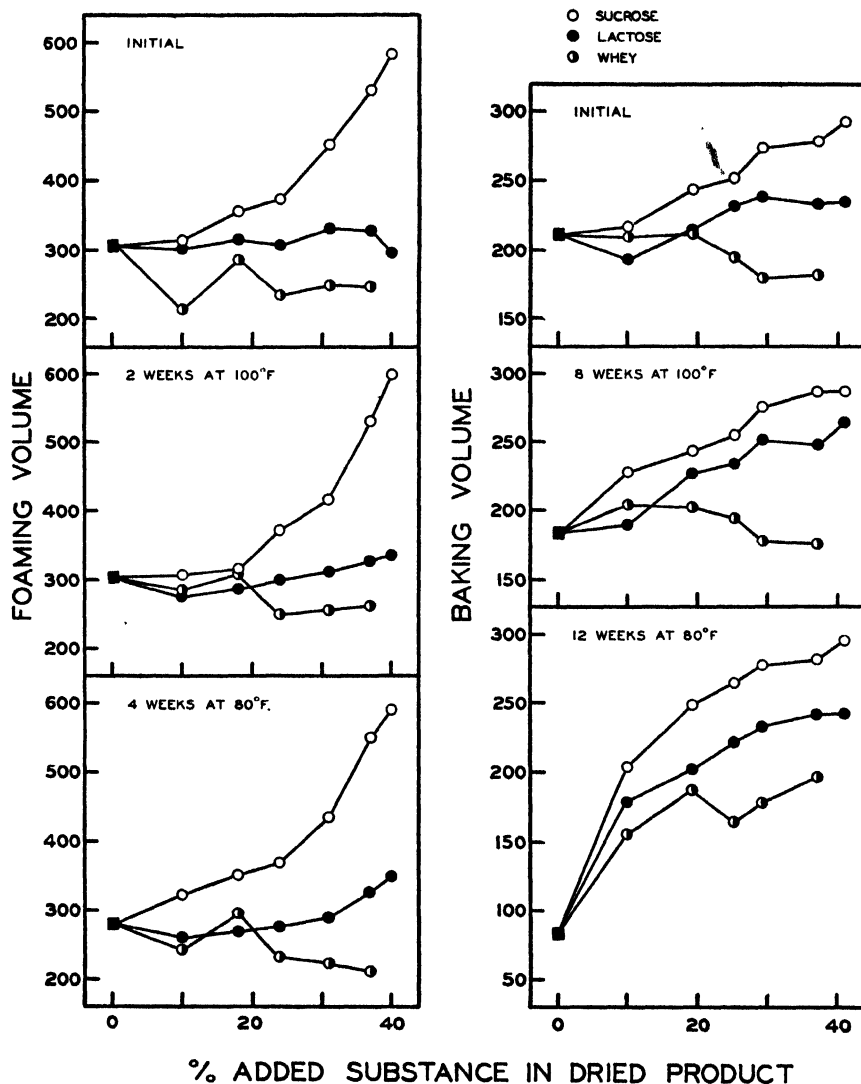 SUCROSE
LACTOSE
WHEY
FOAMING VOLUME
INITIAL
600
500
400
300
200
2 WEEKS AT 100°F
600
500
400
300
200
4 WEEKS AT 80°F.
600
500
400
300
200
0
20
40
BAKING VOLUME
INITIAL
300
250
200
150
8 WEEKS AT 100°F
300
250
200
150
12 WEEKS AT 80°F
300
250
200
150
100
50
0
20
40
% ADDED SUBSTANCE IN DRIED PRODUCT